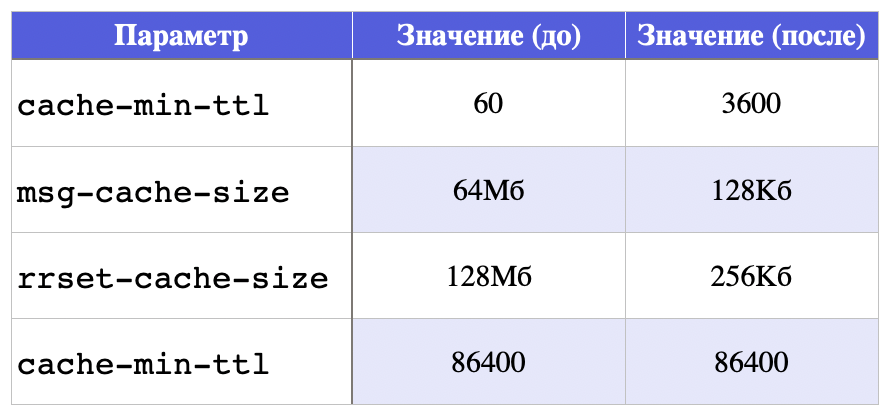 Параметр Значение (до) Значение (после)
cache-min-ttl 60 3600
msg-cache-size 64Мб 128Кб
rrset-cache-size 128Мб 256Кб
cache-min-ttl 86400 86400